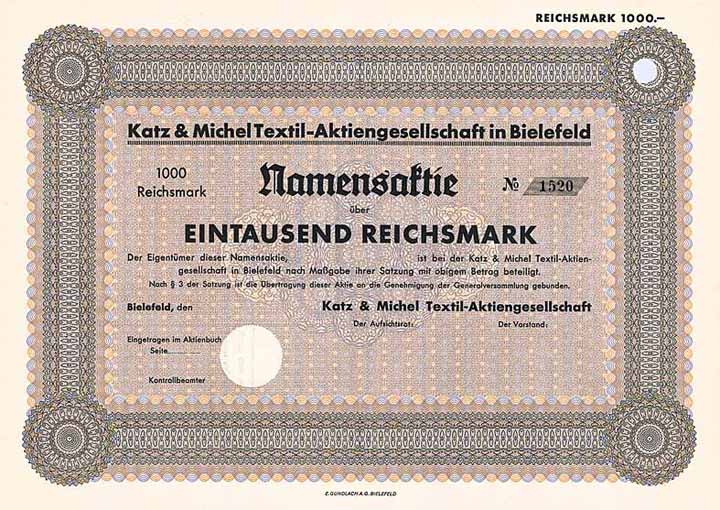 REICHSMARK 1000.—
Katz & Michel Textil-Aktiengesellschaft in Bielefeld
1000
Reichsmark
Namensaktie
№ 1520
über
EINTAUSEND REICHSMARK
Der Eigentümer dieser Namensaktie, ist bei der Katz & Michel Textil-Aktien-
gesellschaft in Bielefeld nach Maßgabe ihrer Satzung mit obigem Betrag beteiligt.
Nach § 3 der Satzung ist die Übertragung dieser Aktie an die Genehmigung der Generalversammlung gebunden.
Bielefeld, den
Katz & Michel Textil-Aktiengesellschaft
Der Aufsichtsrat: Der Vorstand:
Eingetragen im Aktienbuch
Seite............
Kontrollbeamter
E. GUNDLACH A.G. BIELEFELD